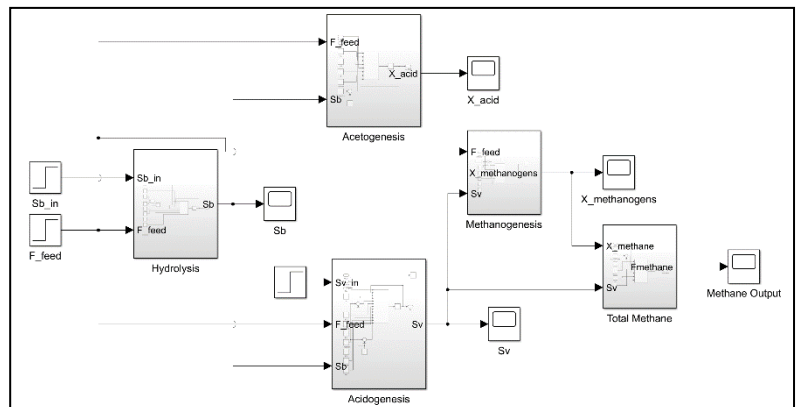 F_feed
X_acid
Sb
Acetogenesis
X_acid
Sb_in
Sb
F_feed
Hydrolysis
Sb_in
F_feed
Sb
F_feed
X_methanogens
Sv
Methanogenesis
X_methanogens
X_methane
Fmethane
Sv
Total Methane
Methane Output
Sv_in
F_feed
Sv
Sb
Acidogenesis
Sv